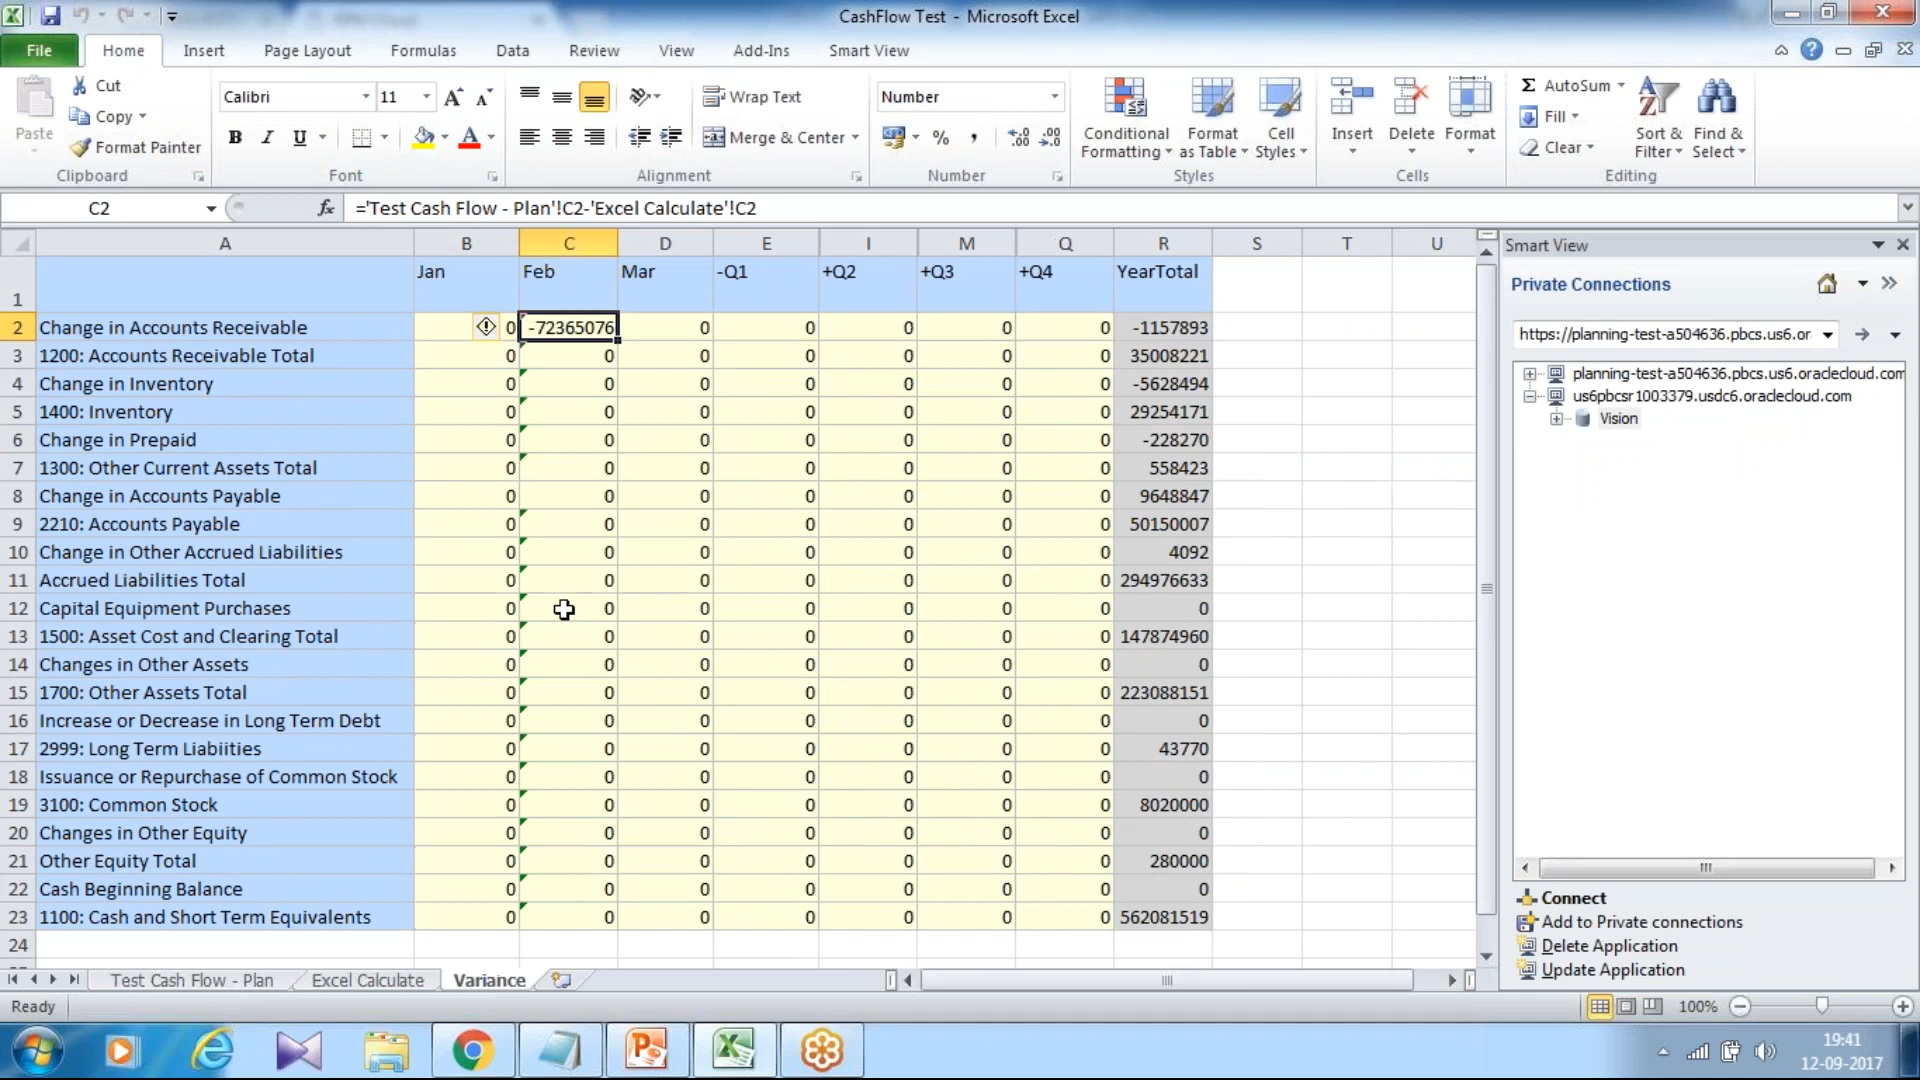 CashFlow Test - Microsoft Excel
File Home Insert Page Layout Formulas Data Review View Add-Ins Smart View
Paste
Cut
Copy
Format Painter
Clipboard
Calibri 11
B I U
Font
Wrap Text
Merge & Center
Alignment
Number
%
Number
Conditional Formatting
Format as Table
Cell Styles
Styles
Insert Delete Format
Cells
AutoSum
Fill
Clear
Sort & Filter
Find & Select
Editing
C2 fx ='Test Cash Flow - Plan'!C2-'Excel Calculate'!C2
A B C D E I M Q R S T U
1 Jan Feb Mar -Q1 +Q2 +Q3 +Q4 YearTotal
2 Change in Accounts Receivable 0 -72365076 0 0 0 0 0 -1157893
3 1200: Accounts Receivable Total 0 0 0 0 0 0 0 35008221
4 Change in Inventory 0 0 0 0 0 0 0 -5628494
5 1400: Inventory 0 0 0 0 0 0 0 29254171
6 Change in Prepaid 0 0 0 0 0 0 0 -228270
7 1300: Other Current Assets Total 0 0 0 0 0 0 0 558423
8 Change in Accounts Payable 0 0 0 0 0 0 0 9648847
9 2210: Accounts Payable 0 0 0 0 0 0 0 50150007
10 Change in Other Accrued Liabilities 0 0 0 0 0 0 0 4092
11 Accrued Liabilities Total 0 0 0 0 0 0 0 294976633
12 Capital Equipment Purchases 0 0 0 0 0 0 0 0
13 1500: Asset Cost and Clearing Total 0 0 0 0 0 0 0 147874960
14 Changes in Other Assets 0 0 0 0 0 0 0 0
15 1700: Other Assets Total 0 0 0 0 0 0 0 223088151
16 Increase or Decrease in Long Term Debt 0 0 0 0 0 0 0 0
17 2999: Long Term Liabiities 0 0 0 0 0 0 0 43770
18 Issuance or Repurchase of Common Stock 0 0 0 0 0 0 0 0
19 3100: Common Stock 0 0 0 0 0 0 0 8020000
20 Changes in Other Equity 0 0 0 0 0 0 0 0
21 Other Equity Total 0 0 0 0 0 0 0 280000
22 Cash Beginning Balance 0 0 0 0 0 0 0 0
23 1100: Cash and Short Term Equivalents 0 0 0 0 0 0 0 562081519
24
Smart View
Private Connections
https://planning-test-a504636.pbcs.us6.or
planning-test-a504636.pbcs.us6.oraclecloud.com
us6pbcsr1003379.usdc6.oraclecloud.com
Vision
Connect
Add to Private connections
Delete Application
Update Application
Test Cash Flow - Plan Excel Calculate Variance
Ready 100%
19:41
12-09-2017